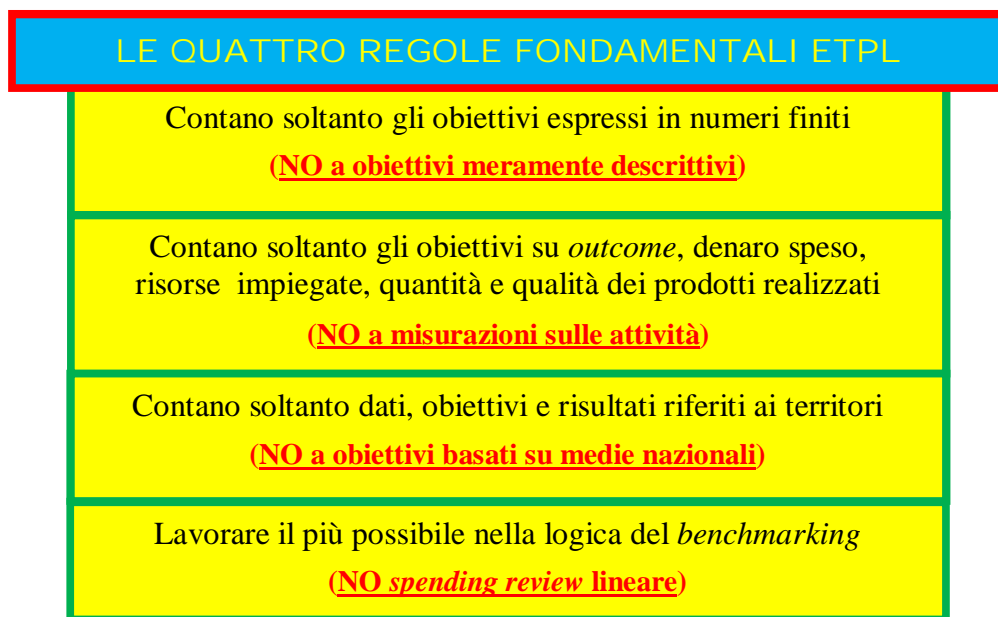 LE QUATTRO REGOLE FONDAMENTALI ETPL
Contano soltanto gli obiettivi espressi in numeri finiti
(NO a obiettivi meramente descrittivi)
Contano soltanto gli obiettivi su outcome, denaro speso,
risorse impiegate, quantità e qualità dei prodotti realizzati
(NO a misurazioni sulle attività)
Contano soltanto dati, obiettivi e risultati riferiti ai territori
(NO a obiettivi basati su medie nazionali)
Lavorare il più possibile nella logica del benchmarking
(NO spending review lineare)